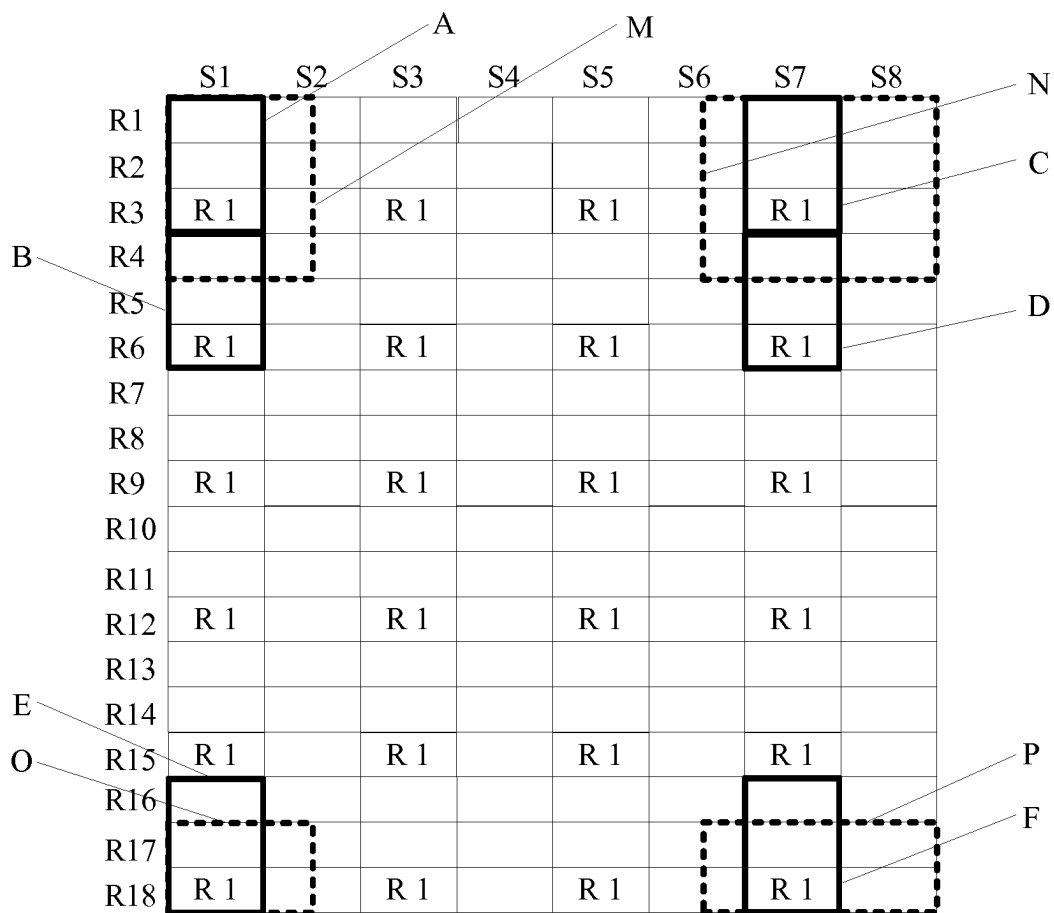 A
M
S1 S2 S3 S4 S5 S6 S7 S8
N
R1
R2
C
R3 R 1 R 1 R 1 R 1
B
R4
R5
D
R6 R 1 R 1 R 1 R 1
R7
R8
R9 R 1 R 1 R 1 R 1
R10
R11
R12 R 1 R 1 R 1 R 1
R13
E
R14
O
R15 R 1 R 1 R 1 R 1
P
R16
F
R17
R18 R 1 R 1 R 1 R 1